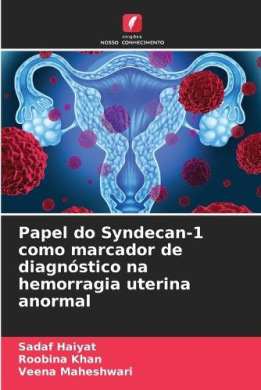 edições
NOSSO CONHECIMENTO
Papel do Syndecan-1
como marcador de
diagnóstico na
hemorragia uterina
anormal
Sadaf Haiyat
Roobina Khan
Veena Maheshwari